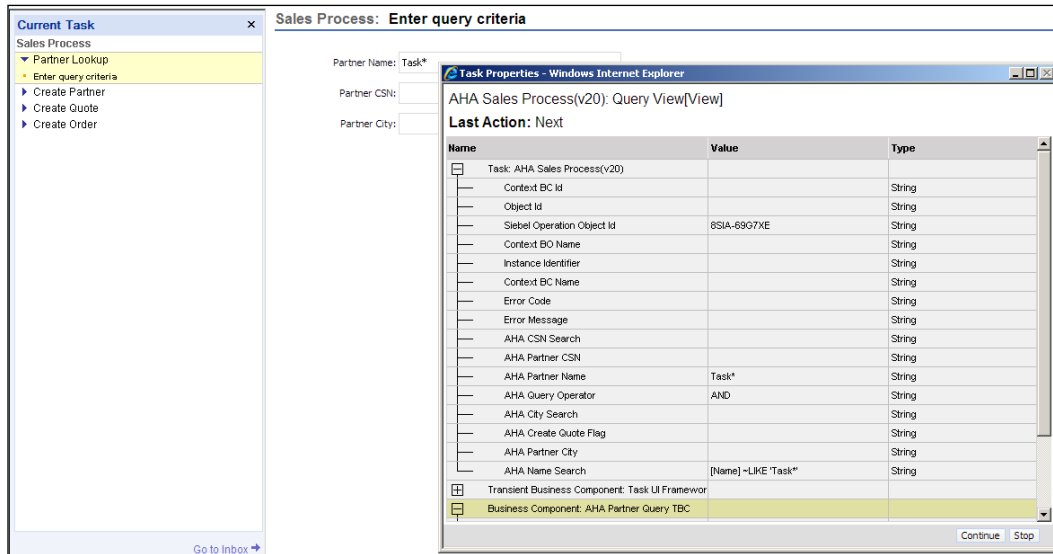 Current Task x
Sales Process
Partner Lookup
Enter query criteria
Create Partner
Create Quote
Create Order
Go to Inbox
Sales Process: Enter query criteria
Partner Name: Task*
Partner CSN:
Partner City:
Task Properties - Windows Internet Explorer
AHA Sales Process(v20): Query View[View]
Last Action: Next
Name Value Type
Task: AHA Sales Process(v20)
Context BC Id String
Object Id String
Siebel Operation Object Id 8SIA-69G7XE String
Context BO Name String
Instance Identifier String
Context BC Name String
Error Code String
Error Message String
AHA CSN Search String
AHA Partner CSN String
AHA Partner Name Task* String
AHA Query Operator AND String
AHA City Search String
AHA Create Quote Flag String
AHA Partner City String
AHA Name Search [Name] ~LIKE 'Task*' String
Transient Business Component: Task UI Framewor
Business Component: AHA Partner Query TBC
Continue Stop